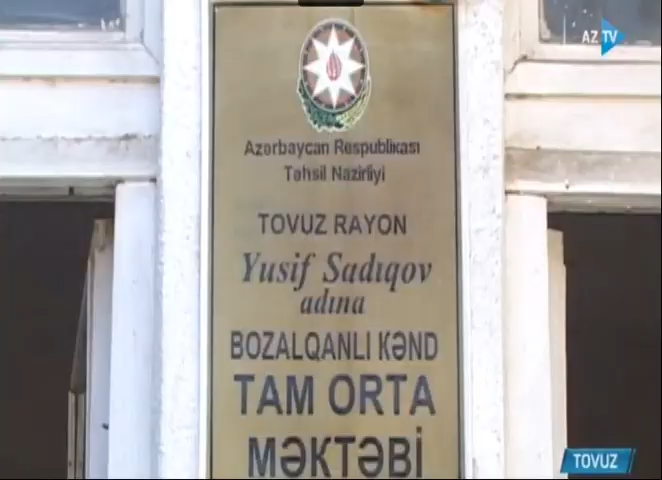 AZ TV
Azərbaycan Respublikası
Təhsil Nazirliyi
TOVUZ RAYON
Yusif Sadıqov
adına
BOZALQANLI KƏND
TAM ORTA
MƏKTƏBİ
TOVUZ